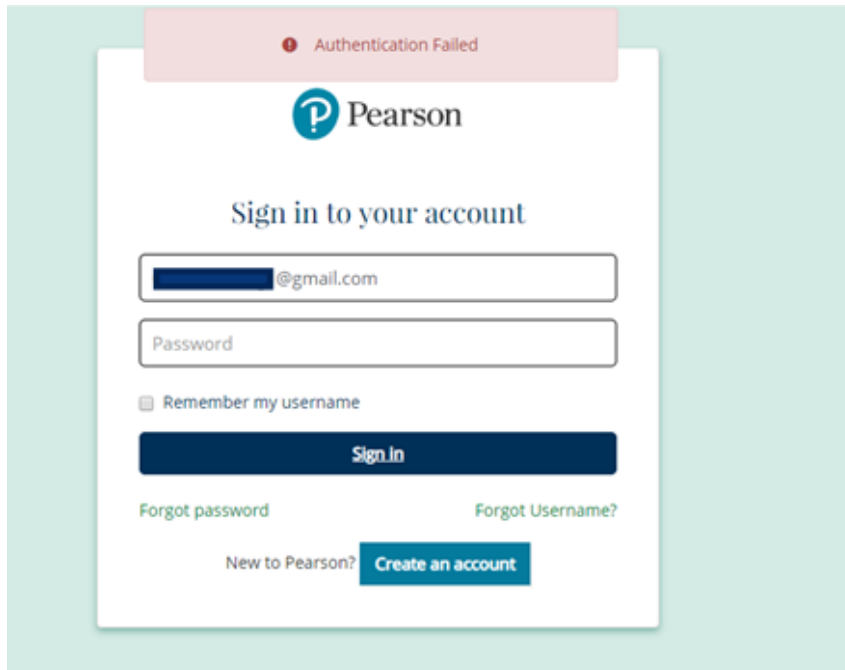 Authentication Failed
Pearson
Sign in to your account
@gmail.com
Password
Remember my username
Sign in
Forgot password Forgot Username?
New to Pearson? Create an account